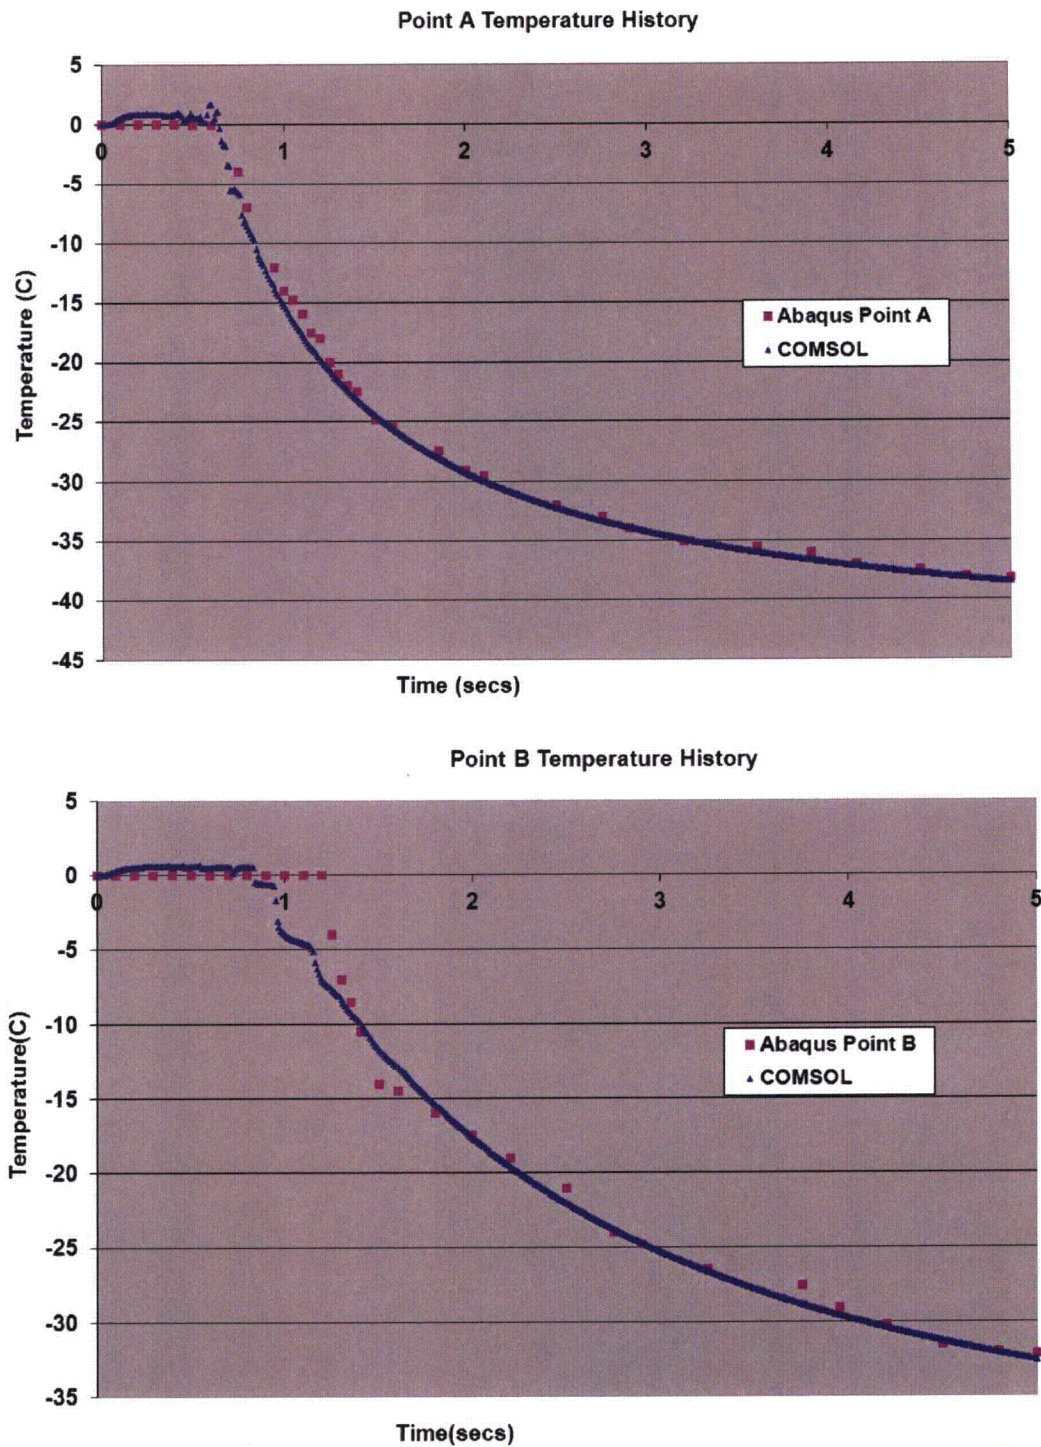 Point A Temperature History
5
0
-5
-10
-15
-20
-25
-30
-35
-40
-45
0 1 2 3 4 5
Temperature (C)
Abaqus Point A
COMSOL
Time (secs)
Point B Temperature History
5
0
-5
-10
-15
-20
-25
-30
-35
0 1 2 3 4 5
Temperature(C)
Abaqus Point B
COMSOL
Time(secs)